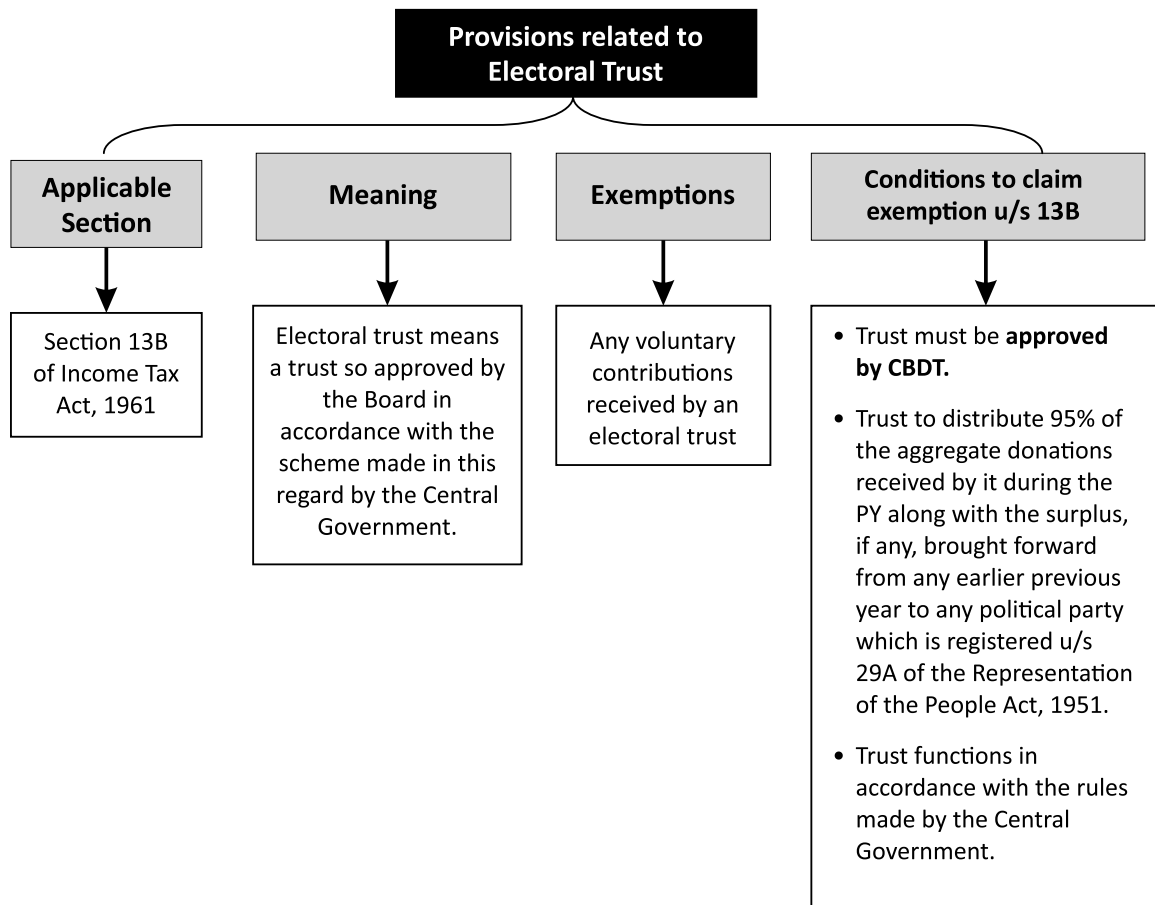 Provisions related to
Electoral Trust
Applicable
Section
Section 13B
of Income Tax
Act, 1961
Meaning
Electoral trust means
a trust so approved by
the Board in
accordance with the
scheme made in this
regard by the Central
Government.
Exemptions
Any voluntary
contributions
received by an
electoral trust
Conditions to claim
exemption u/s 13B
• Trust must be approved
by CBDT.
• Trust to distribute 95% of
the aggregate donations
received by it during the
PY along with the surplus,
if any, brought forward
from any earlier previous
year to any political party
which is registered u/s
29A of the Representation
of the People Act, 1951.
• Trust functions in
accordance with the rules
made by the Central
Government.